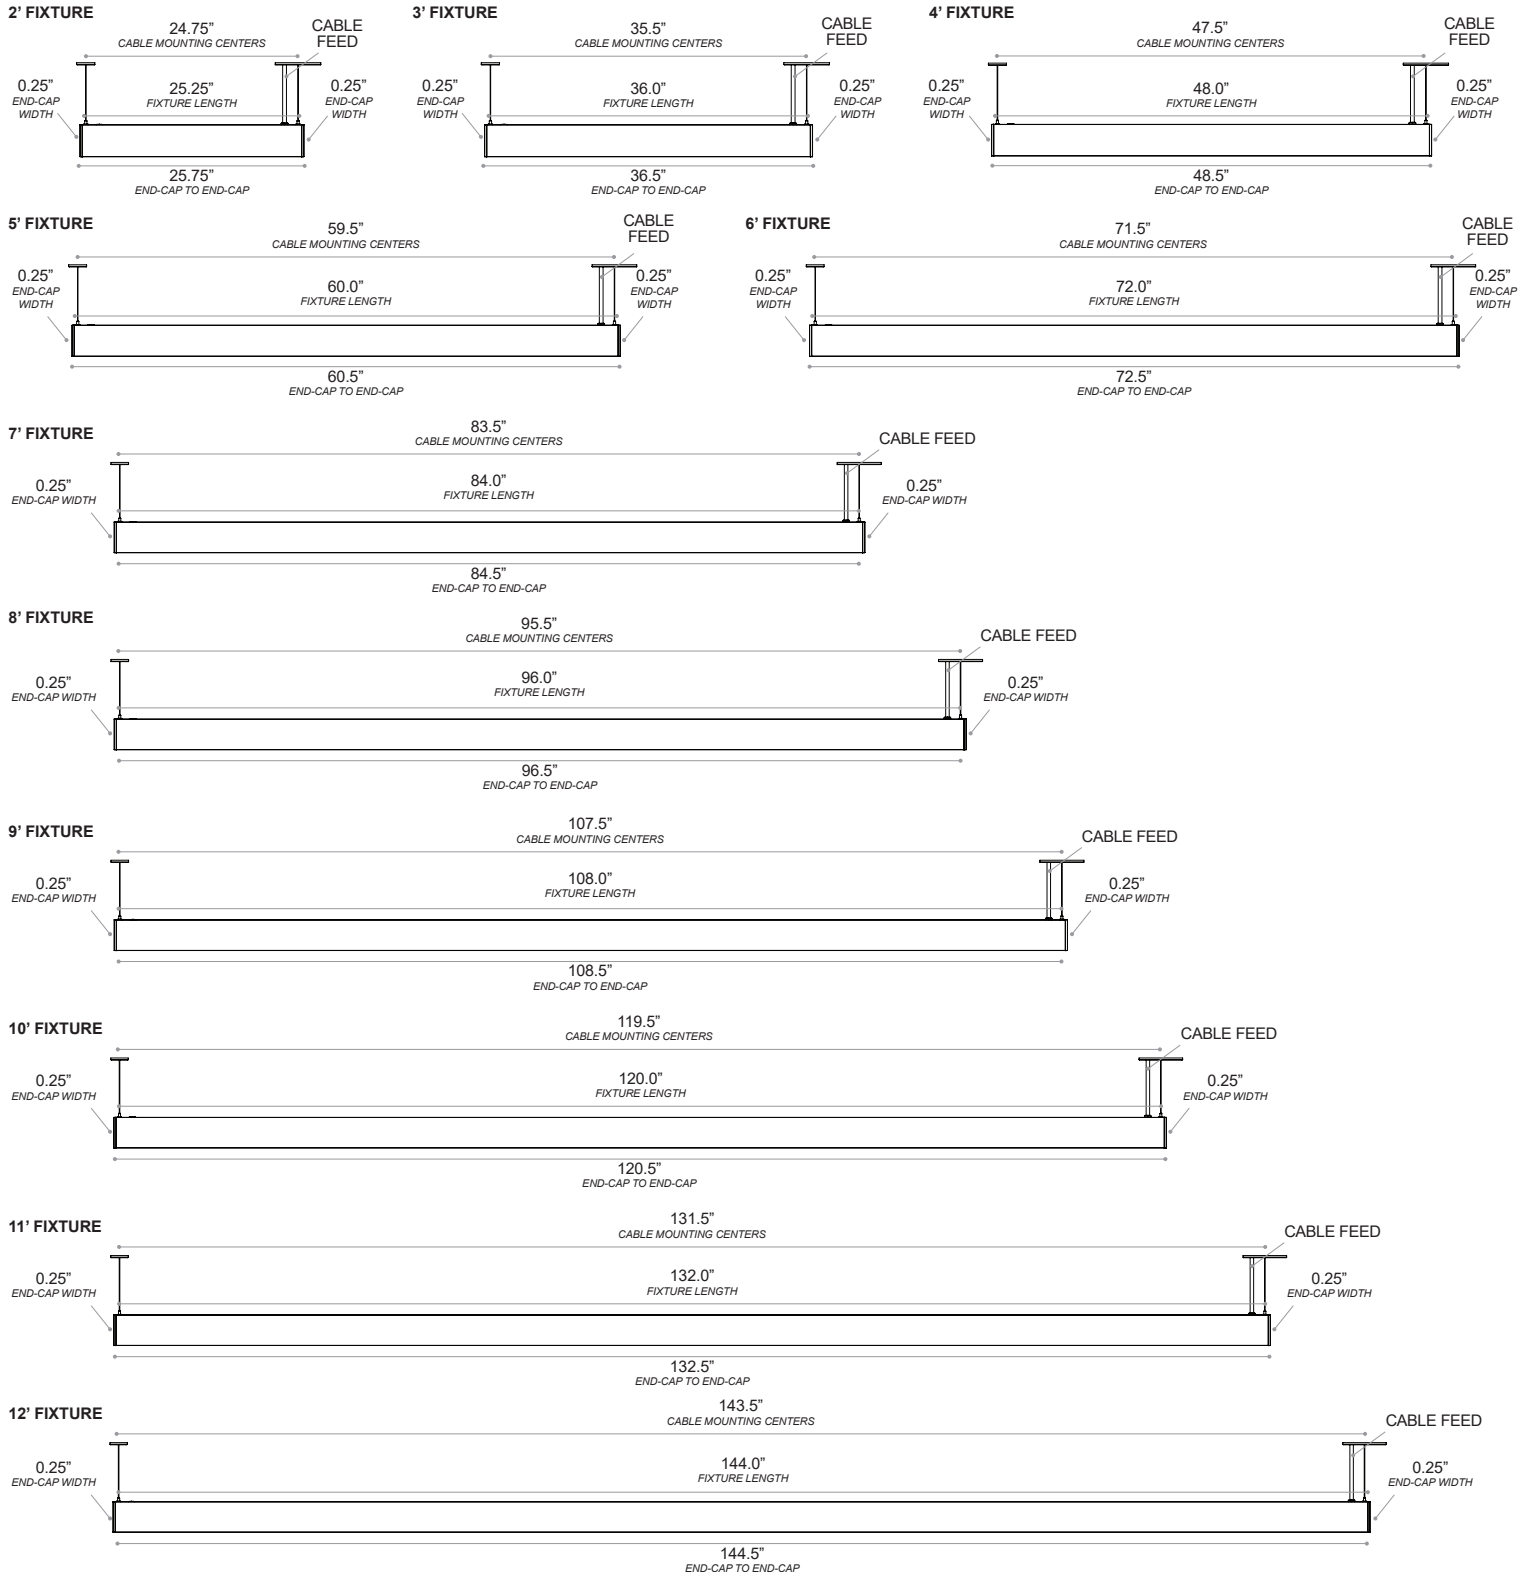 2’ FIXTURE
24.75”
CABLE MOUNTING CENTERS
CABLE
FEED
0.25”
END-CAP
WIDTH
25.25”
FIXTURE LENGTH
0.25”
END-CAP
WIDTH
25.75”
END-CAP TO END-CAP
3’ FIXTURE
35.5”
CABLE MOUNTING CENTERS
CABLE
FEED
0.25”
END-CAP
WIDTH
36.0”
FIXTURE LENGTH
0.25”
END-CAP
WIDTH
36.5”
END-CAP TO END-CAP
4’ FIXTURE
47.5”
CABLE MOUNTING CENTERS
CABLE
FEED
0.25”
END-CAP
WIDTH
48.0”
FIXTURE LENGTH
0.25”
END-CAP
WIDTH
48.5”
END-CAP TO END-CAP
5’ FIXTURE
59.5”
CABLE MOUNTING CENTERS
CABLE
FEED
0.25”
END-CAP
WIDTH
60.0”
FIXTURE LENGTH
0.25”
END-CAP
WIDTH
60.5”
END-CAP TO END-CAP
6’ FIXTURE
71.5”
CABLE MOUNTING CENTERS
CABLE
FEED
0.25”
END-CAP
WIDTH
72.0”
FIXTURE LENGTH
0.25”
END-CAP
WIDTH
72.5”
END-CAP TO END-CAP
7’ FIXTURE
83.5”
CABLE MOUNTING CENTERS
CABLE FEED
0.25”
END-CAP WIDTH
84.0”
FIXTURE LENGTH
0.25”
END-CAP WIDTH
84.5”
END-CAP TO END-CAP
8’ FIXTURE
95.5”
CABLE MOUNTING CENTERS
CABLE FEED
0.25”
END-CAP WIDTH
96.0”
FIXTURE LENGTH
0.25”
END-CAP WIDTH
96.5”
END-CAP TO END-CAP
9’ FIXTURE
107.5”
CABLE MOUNTING CENTERS
CABLE FEED
0.25”
END-CAP WIDTH
108.0”
FIXTURE LENGTH
0.25”
END-CAP WIDTH
108.5”
END-CAP TO END-CAP
10’ FIXTURE
119.5”
CABLE MOUNTING CENTERS
CABLE FEED
0.25”
END-CAP WIDTH
120.0”
FIXTURE LENGTH
0.25”
END-CAP WIDTH
120.5”
END-CAP TO END-CAP
11’ FIXTURE
131.5”
CABLE MOUNTING CENTERS
CABLE FEED
0.25”
END-CAP WIDTH
132.0”
FIXTURE LENGTH
0.25”
END-CAP WIDTH
132.5”
END-CAP TO END-CAP
12’ FIXTURE
143.5”
CABLE MOUNTING CENTERS
CABLE FEED
0.25”
END-CAP WIDTH
144.0”
FIXTURE LENGTH
0.25”
END-CAP WIDTH
144.5”
END-CAP TO END-CAP